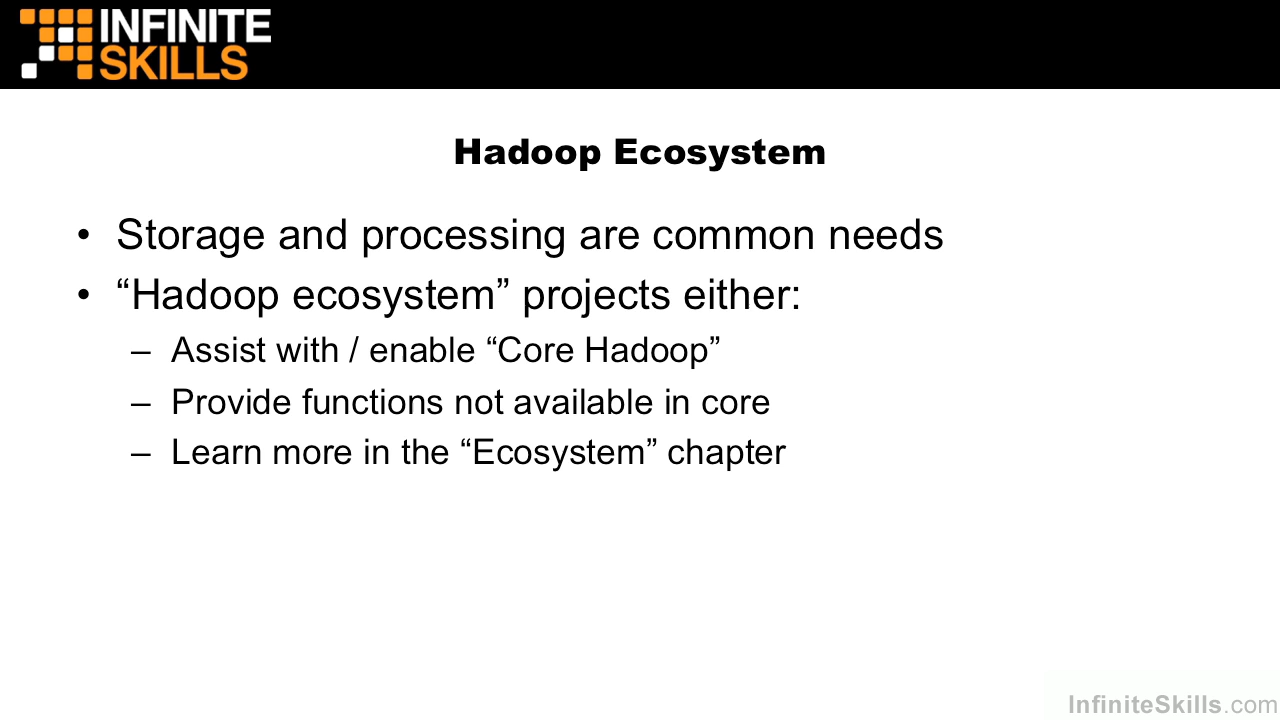 INFINITE
SKILLS
Hadoop Ecosystem
• Storage and processing are common needs
• “Hadoop ecosystem” projects either:
– Assist with / enable “Core Hadoop”
– Provide functions not available in core
– Learn more in the “Ecosystem” chapter
InfiniteSkills.com